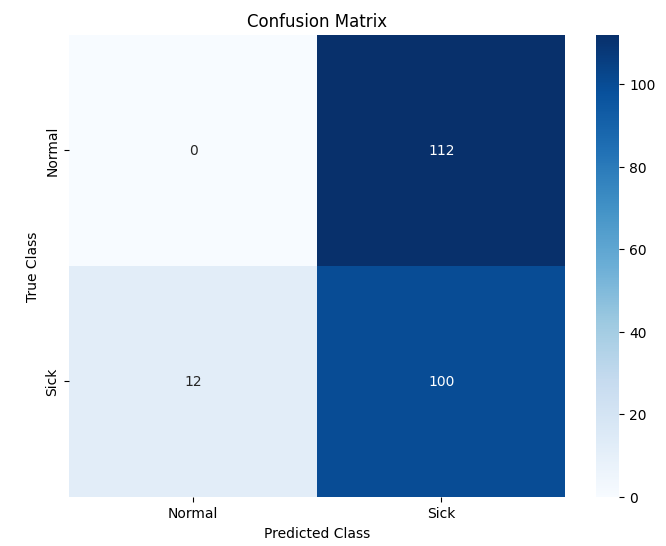 Confusion Matrix
True Class
Normal
0
112
Sick
12
100
Normal
Sick
Predicted Class
100
80
60
40
20
0